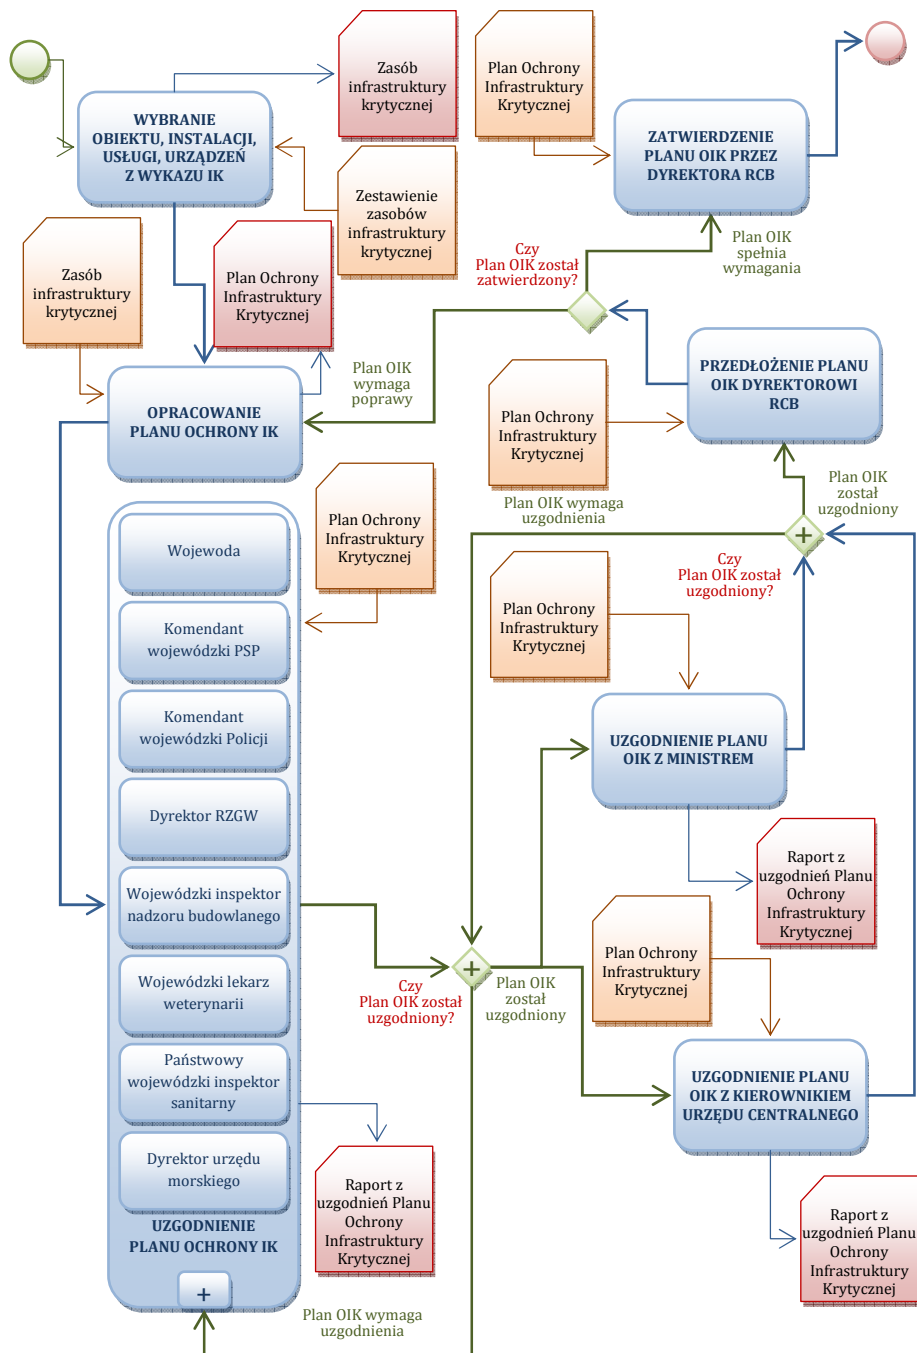 WYBRANIE
OBIEKTU, INSTALACJI,
USŁUGI, URZĄDZEŃ
Z WYKAZU IK
Zasób
infrastruktury
krytycznej
Plan Ochrony
Infrastruktury
Krytycznej
ZATWIERDZENIE
PLANU OIK PRZEZ
DYREKTORA RCB
Zestawienie
zasobów
infrastruktury
krytycznej
Zasób
infrastruktury
krytycznej
Plan Ochrony
Infrastruktury
Krytycznej
Czy
Plan OIK został
zatwierdzony?
Plan OIK
spełnia
wymagania
OPRACOWANIE
PLANU OCHRONY IK
Plan OIK
wymaga
poprawy
PRZEDŁOŻENIE PLANU
OIK DYREKTOROWI
RCB
Plan Ochrony
Infrastruktury
Krytycznej
Plan OIK wymaga
uzgodnienia
Plan OIK
został
uzgodniony
Wojewoda
Plan Ochrony
Infrastruktury
Krytycznej
Czy
Plan OIK został
uzgodniony?
Plan Ochrony
Infrastruktury
Krytycznej
Komendant
wojewódzki PSP
Komendant
wojewódzki Policji
UZGODNIENIE PLANU
OIK Z MINISTREM
Dyrektor RZGW
Raport z
uzgodnień Planu
Ochrony
Infrastruktury
Krytycznej
Wojewódzki inspektor
nadzoru budowlanego
Plan Ochrony
Infrastruktury
Krytycznej
Wojewódzki lekarz
weterynarii
Czy
Plan OIK został
uzgodniony?
Plan OIK
został
uzgodniony
Państwowy
wojewódzki inspektor
sanitarny
UZGODNIENIE PLANU
OIK Z KIEROWNIKIEM
URZĘDU CENTRALNEGO
Dyrektor urzędu
morskiego
Raport z
uzgodnień Planu
Ochrony
Infrastruktury
Krytycznej
Raport z
uzgodnień Planu
Ochrony
Infrastruktury
Krytycznej
UZGODNIENIE
PLANU OCHRONY IK
Plan OIK wymaga
uzgodnienia